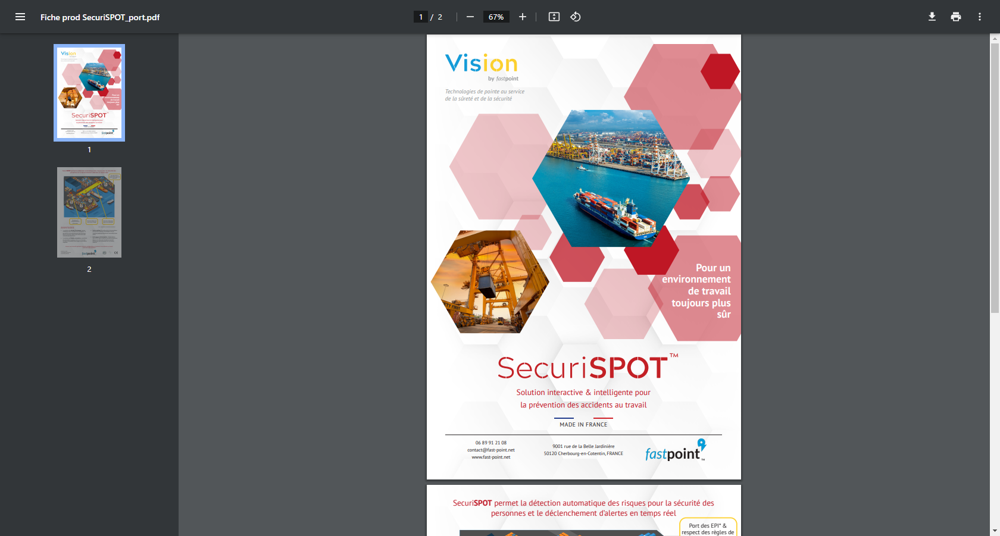 Fiche prod SecuriSPOT_port.pdf
1 / 2
67%
1
2
Vision
by fastpoint
Technologies de pointe au service
de la sûreté et de la sécurité
Pour un
environnement
de travail
toujours plus
sûr
SecuriSPOT™
Solution interactive & intelligente pour
la prévention des accidents au travail
MADE IN FRANCE
06 89 91 21 08
contact@fast-point.net
www.fast-point.net
9001 rue de la Belle Jardinière
50120 Cherbourg-en-Cotentin, FRANCE
fastpoint™
SecuriSPOT permet la détection automatique des risques pour la sécurité des
personnes et le déclenchement d'alertes en temps réel
Port des EPI* &
respect des règles de